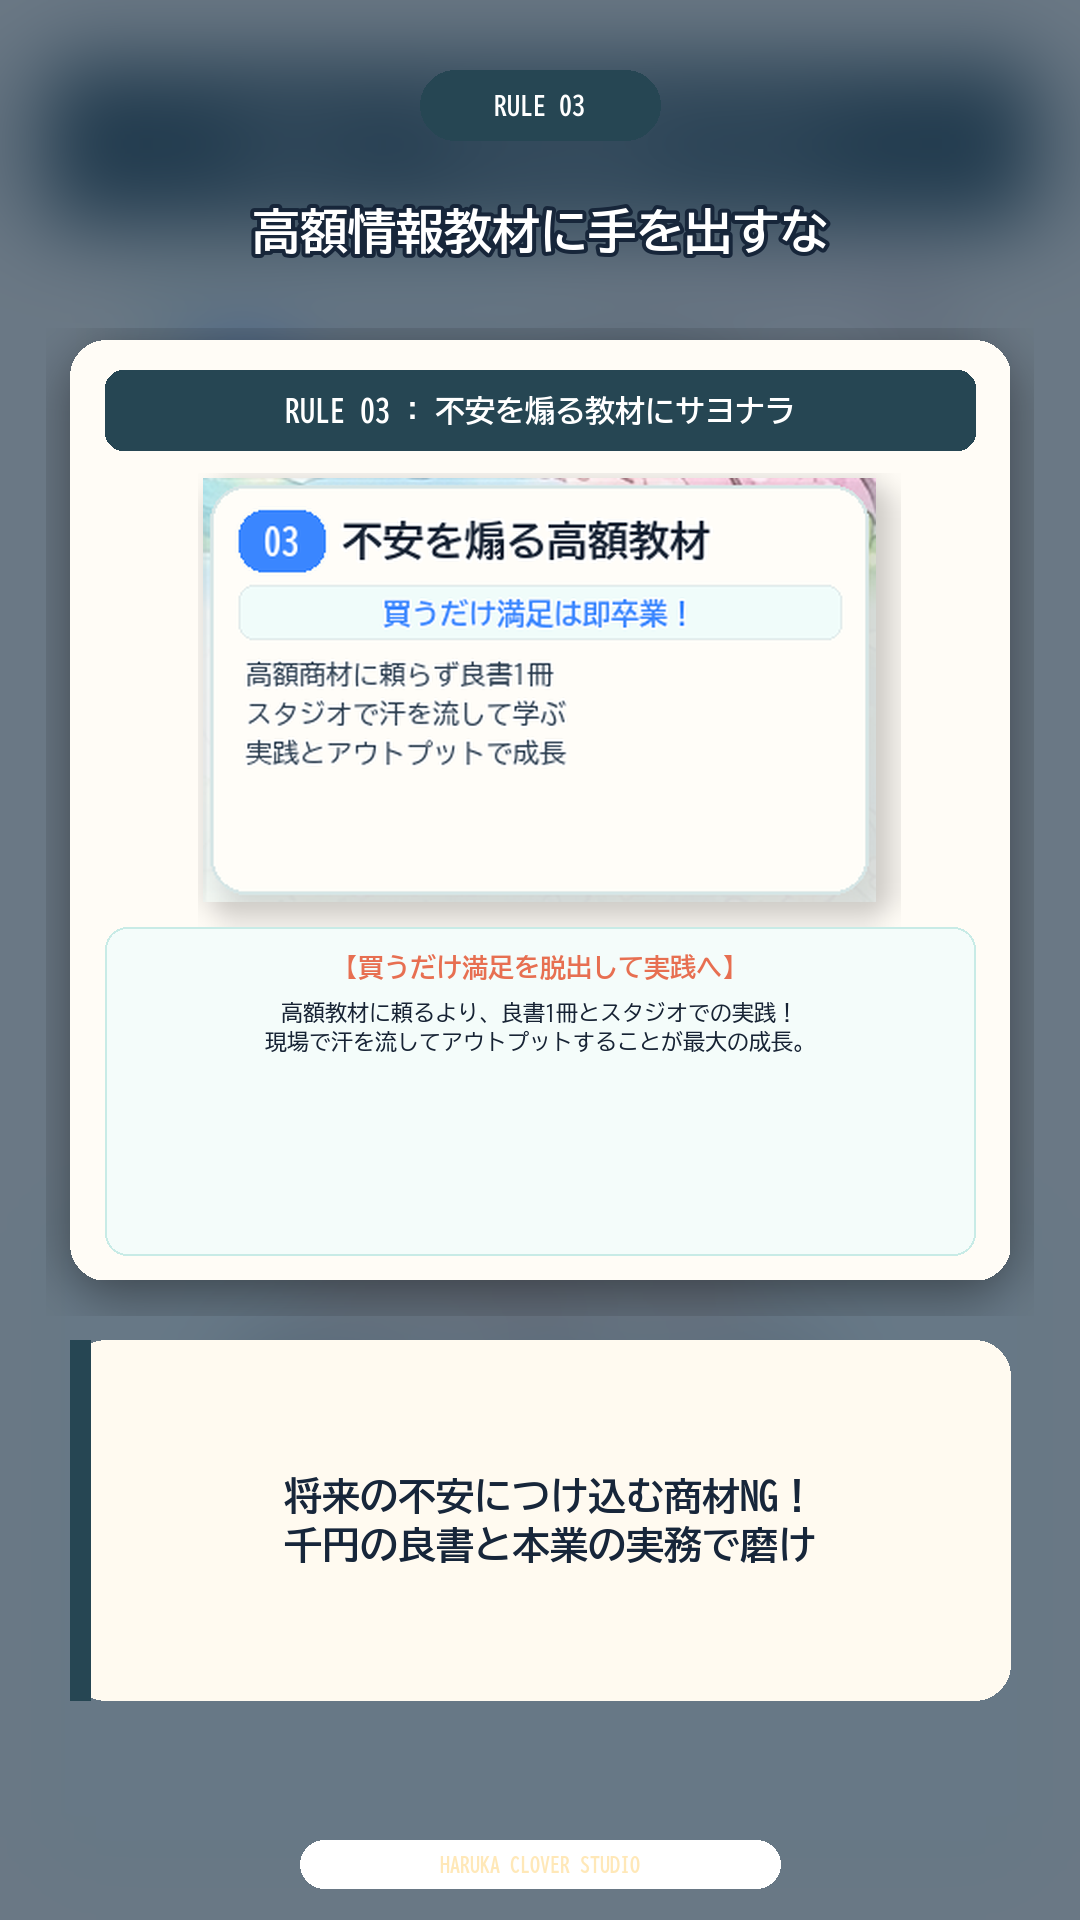 RULE 03
高額情報教材に手を出すな
RULE 03 : 不安を煽る教材にサヨナラ
03 不安を煽る高額教材
買うだけ満足は即卒業！
高額商材に頼らず良書1冊
スタジオで汗を流して学ぶ
実践とアウトプットで成長
【買うだけ満足を脱出して実践へ】
高額教材に頼るより、良書1冊とスタジオでの実践！
現場で汗を流してアウトプットすることが最大の成長。
将来の不安につけ込む商材NG！
千円の良書と本業の実務で磨け
HARUKA CLOVER STUDIO